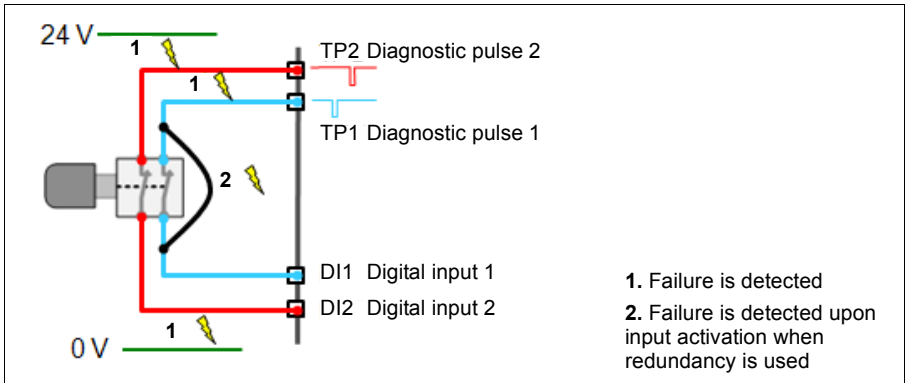 24 V
1
TP2 Diagnostic pulse 2
1
TP1 Diagnostic pulse 1
2
DI1 Digital input 1
DI2 Digital input 2
1
0 V
1. Failure is detected
2. Failure is detected upon
input activation when
redundancy is used